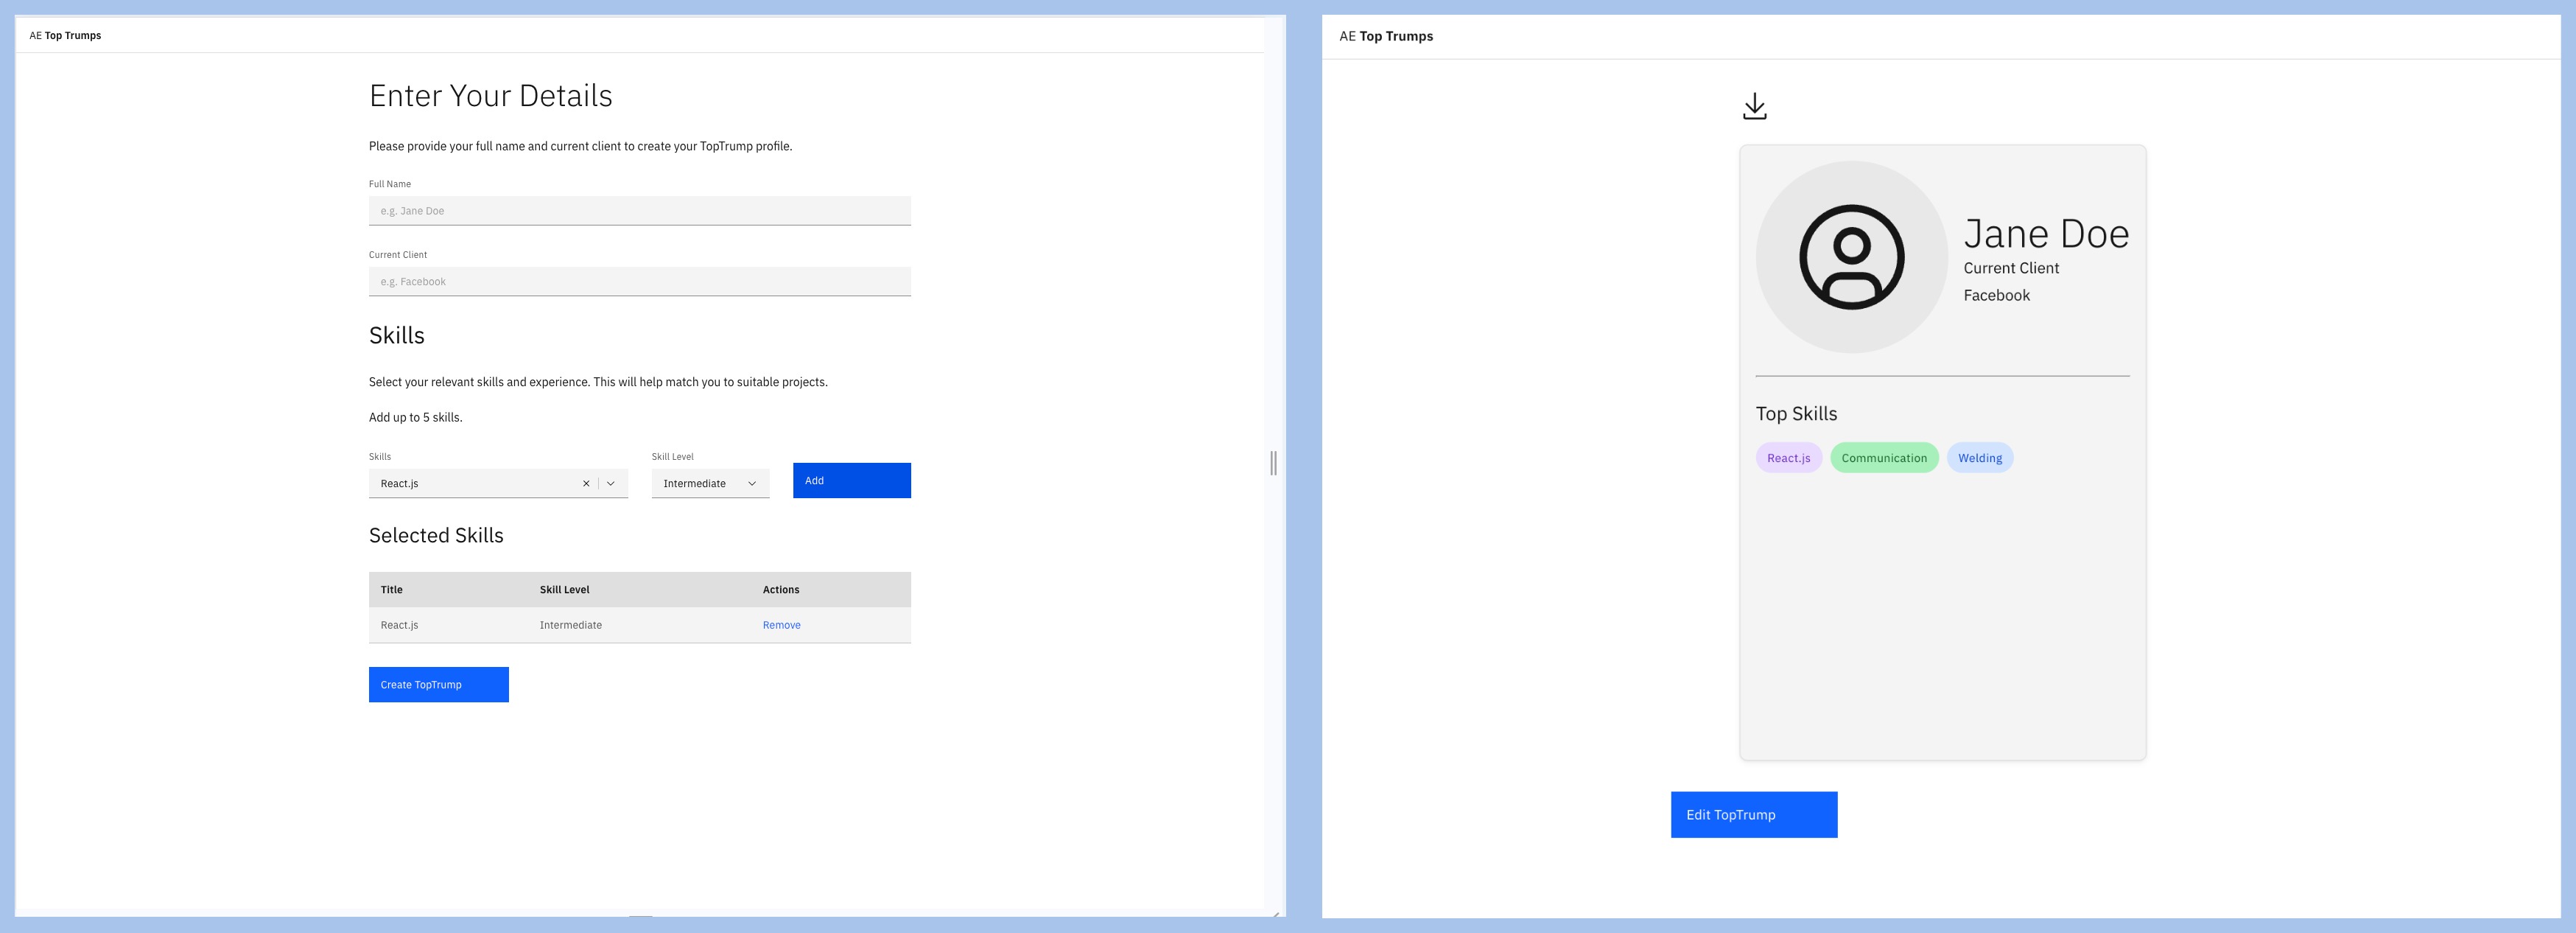 AE Top Trumps
Enter Your Details
Please provide your full name and current client to create your TopTrump profile.
Full Name
e.g. Jane Doe
Current Client
e.g. Facebook
Skills
Select your relevant skills and experience. This will help match you to suitable projects.
Add up to 5 skills.
Skills Skill Level
React.js Intermediate Add
Selected Skills
Title Skill Level Actions
React.js Intermediate Remove
Create TopTrump
AE Top Trumps
Jane Doe
Current Client
Facebook
Top Skills
React.js Communication Welding
Edit TopTrump